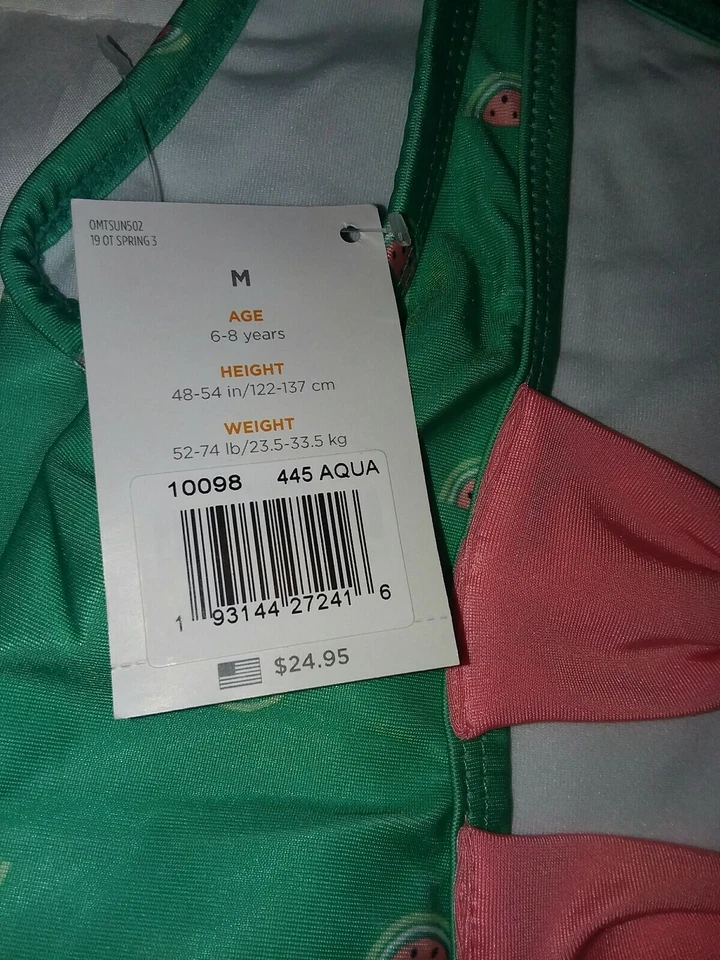 OMTSUNS02
19 OT SPRING 3
M
AGE
6-8 years
HEIGHT
48-54 in/122-137 cm
WEIGHT
52-74 lb/23.5-33.5 kg
10098 445 AQUA
1 93144 27241 6
$24.95